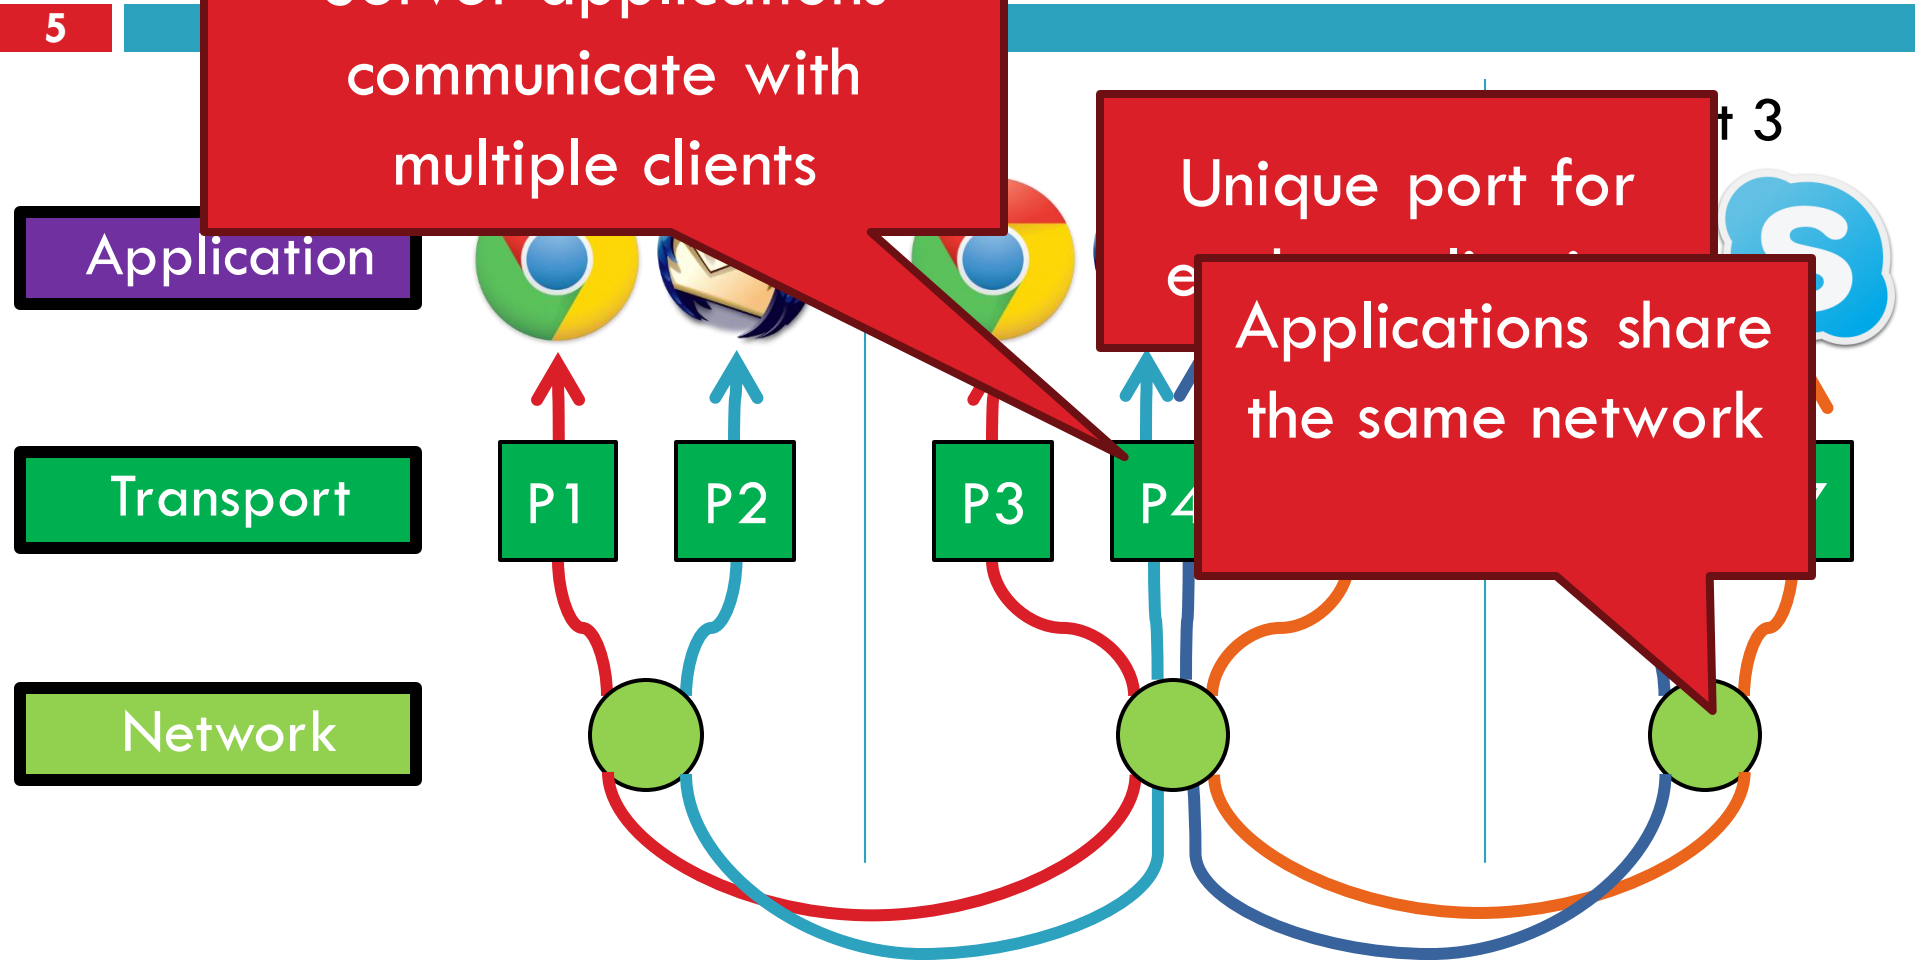 5
communicate with
multiple clients
t 3
Unique port for
Applications share
the same network
Application
Transport
P1
P2
P3
P4
Network
S